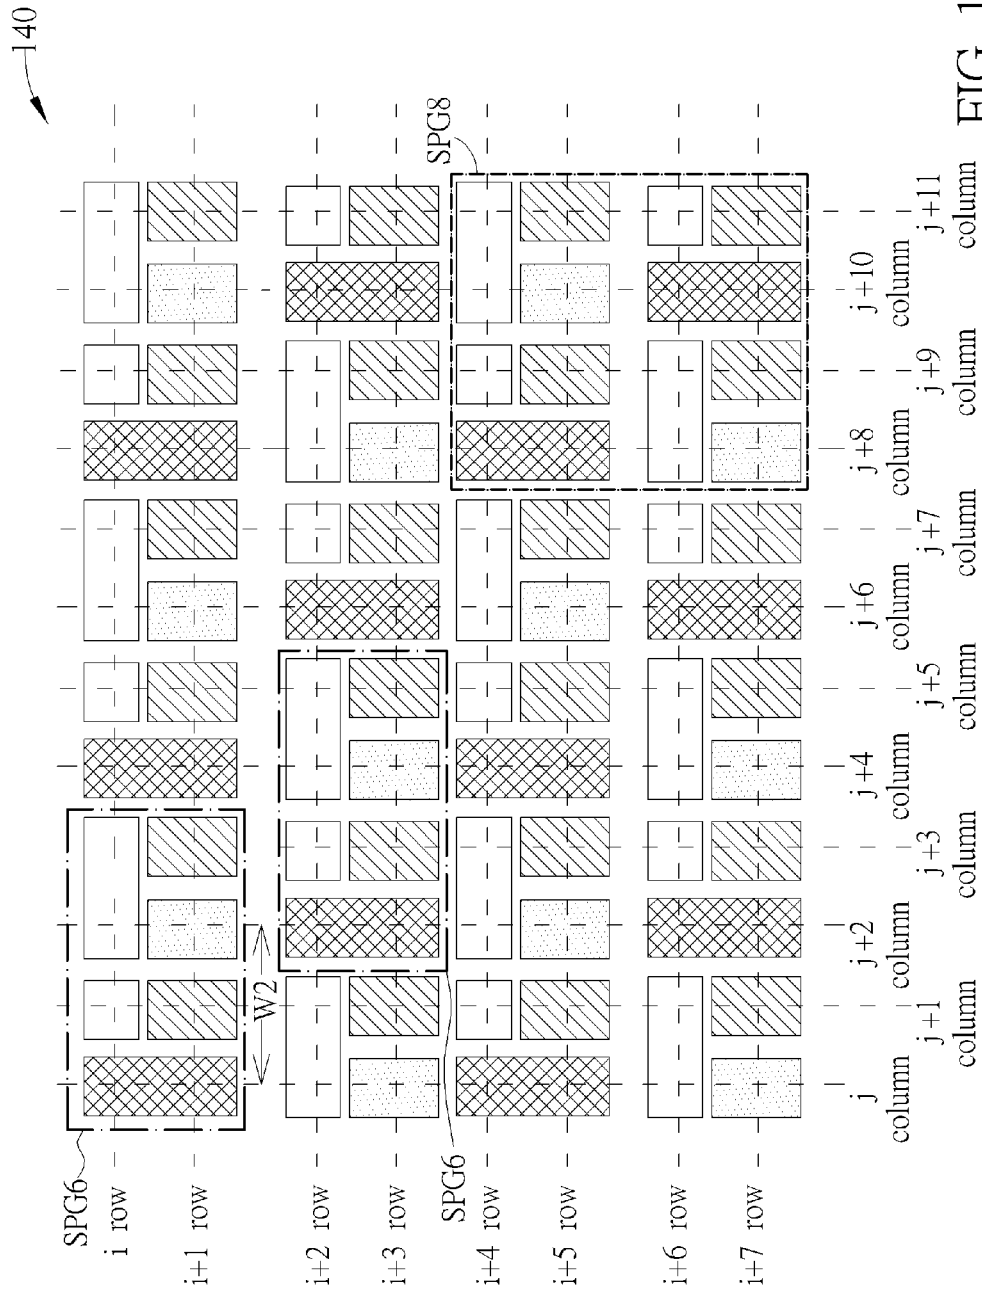 140
SPG6
i row
i+1 row
i+2 row
i+3 row
i+4 row
i+5 row
i+6 row
i+7 row
SPG6
SPG8
W2
j
column
j+1
column
j+2
column
j+3
column
j+4
column
j+5
column
j+6
column
j+7
column
j+8
column
j+9
column
j+10
column
j+11
column
FIG. 1